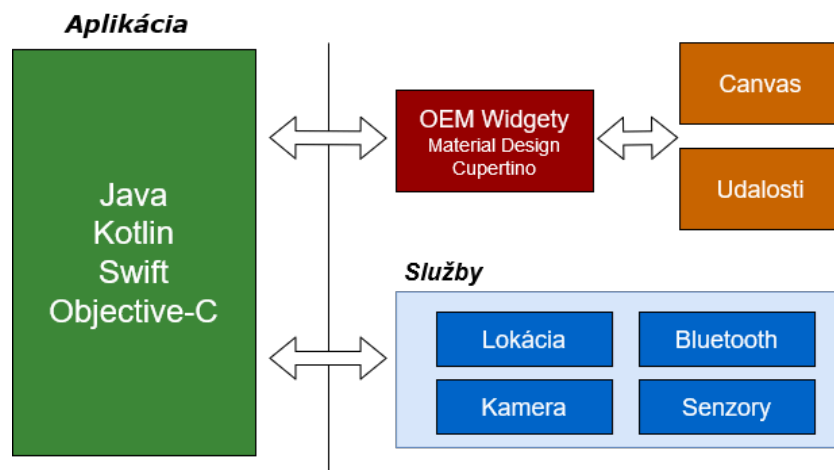 Aplikácia
Java
Kotlin
Swift
Objective-C
OEM Widgety
Material Design
Cupertino
Canvas
Udalosti
Služby
Lokácia
Bluetooth
Kamera
Senzory